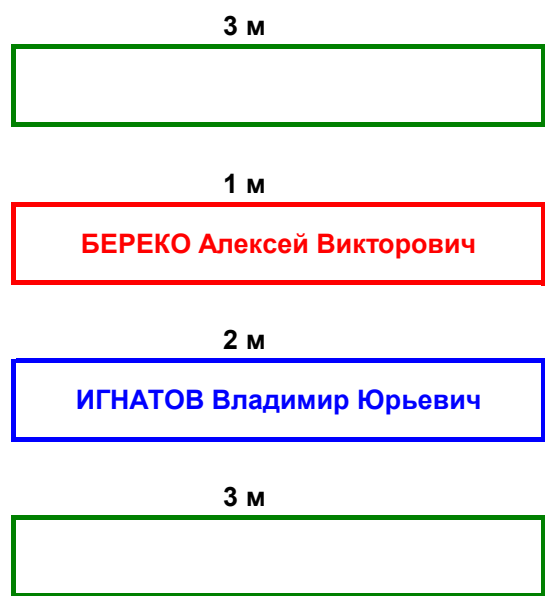 3 м
1 м
БЕРЕКО Алексей Викторович
2 м
ИГНАТОВ Владимир Юрьевич
3 м